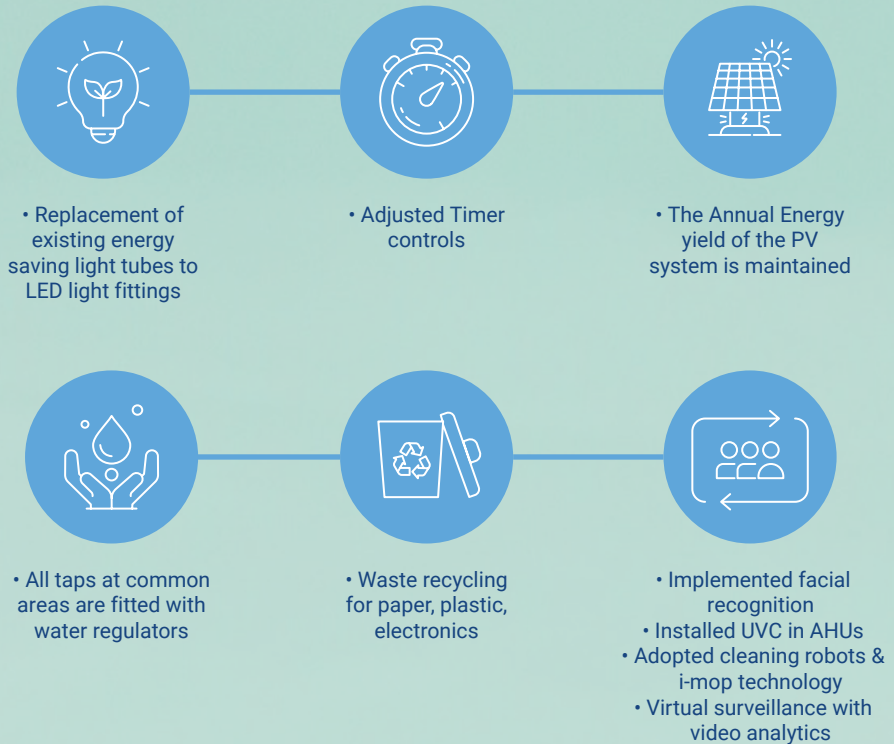 • Replacement of
existing energy
saving light tubes to
LED light fittings
• Adjusted Timer
controls
• The Annual Energy
yield of the PV
system is maintained
• All taps at common
areas are fitted with
water regulators
• Waste recycling
for paper, plastic,
electronics
• Implemented facial
recognition
• Installed UVC in AHUs
• Adopted cleaning robots &
i-mop technology
• Virtual surveillance with
video analytics